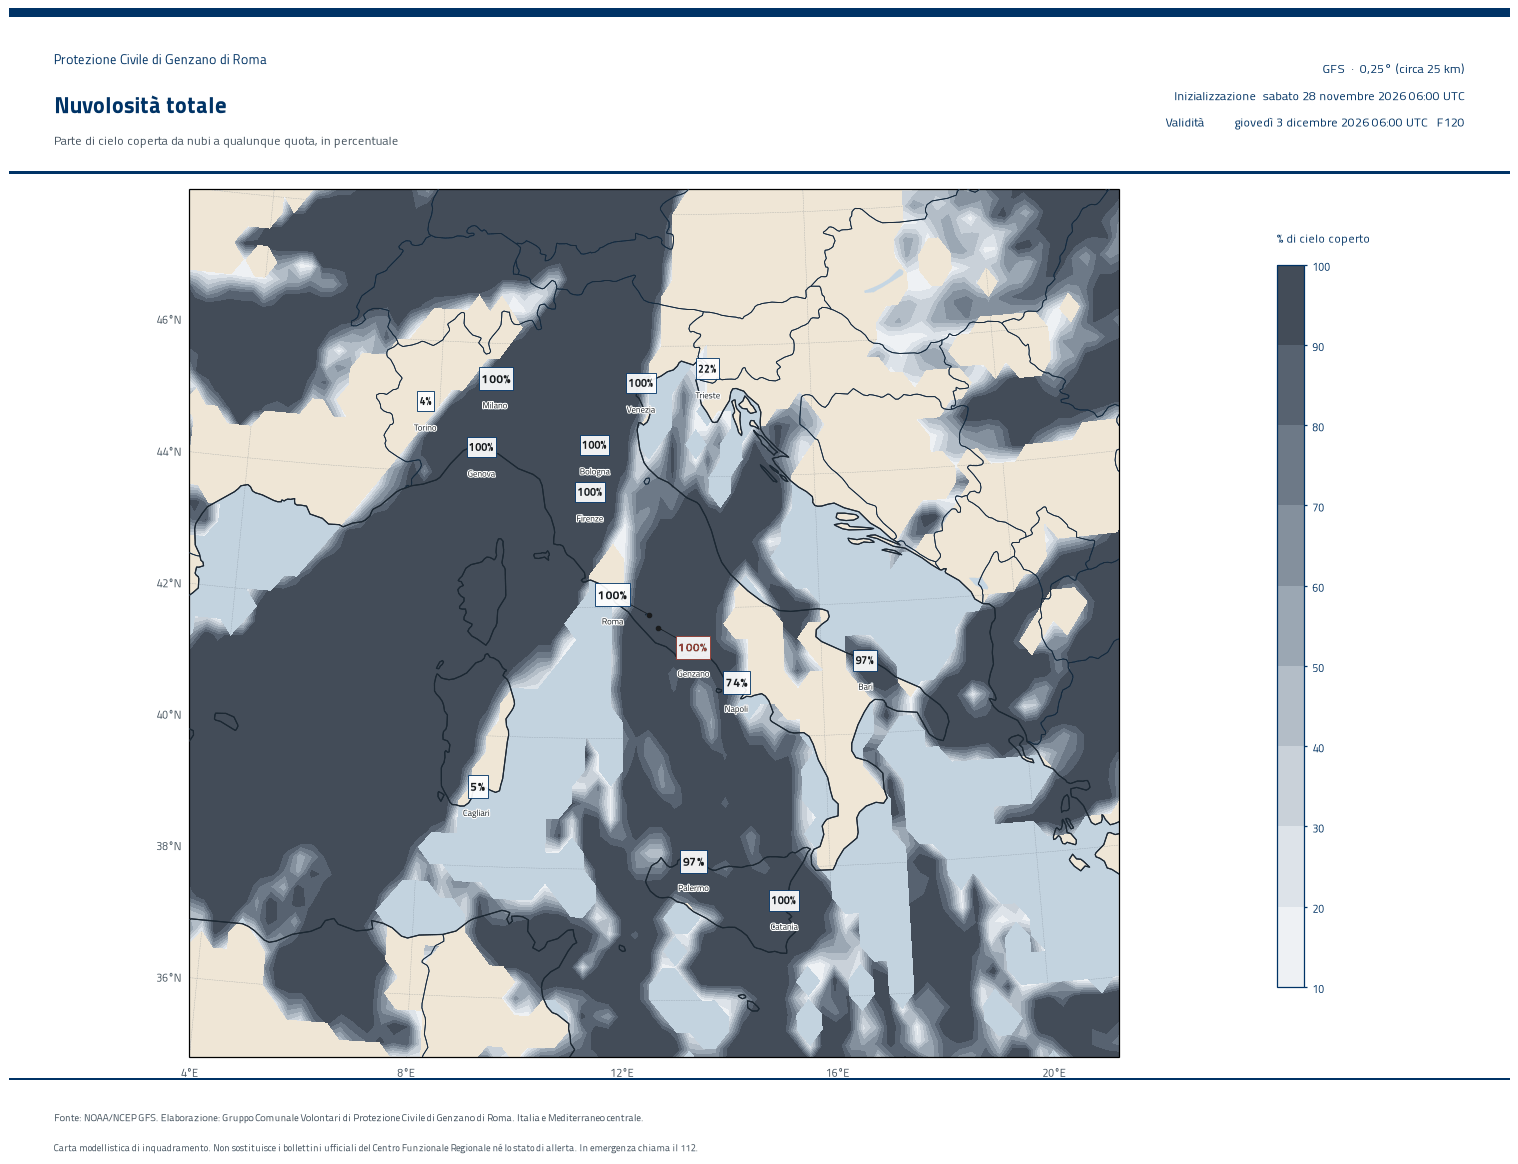 Protezione Civile di Genzano di Roma
Nuvolosità totale
Parte di cielo coperta da nubi a qualunque quota, in percentuale
GFS · 0,25° (circa 25 km)
Inizializzazione sabato 28 novembre 2026 06:00 UTC
Validità giovedì 3 dicembre 2026 06:00 UTC F120
% di cielo coperto
100
90
80
70
60
50
40
30
20
10
46°N
44°N
42°N
40°N
38°N
36°N
4°E
8°E
12°E
16°E
20°E
22%
Trieste
100%
Milano
100%
Venezia
4%
Torino
100%
Genova
100%
Bologna
100%
Firenze
100%
Roma
100%
Genzano
97%
Bari
74%
Napoli
5%
Cagliari
97%
Palermo
100%
Catania
Fonte: NOAA/NCEP GFS. Elaborazione: Gruppo Comunale Volontari di Protezione Civile di Genzano di Roma. Italia e Mediterraneo centrale.
Carta modellistica di inquadramento. Non sostituisce i bollettini ufficiali del Centro Funzionale Regionale né lo stato di allerta. In emergenza chiama il 112.